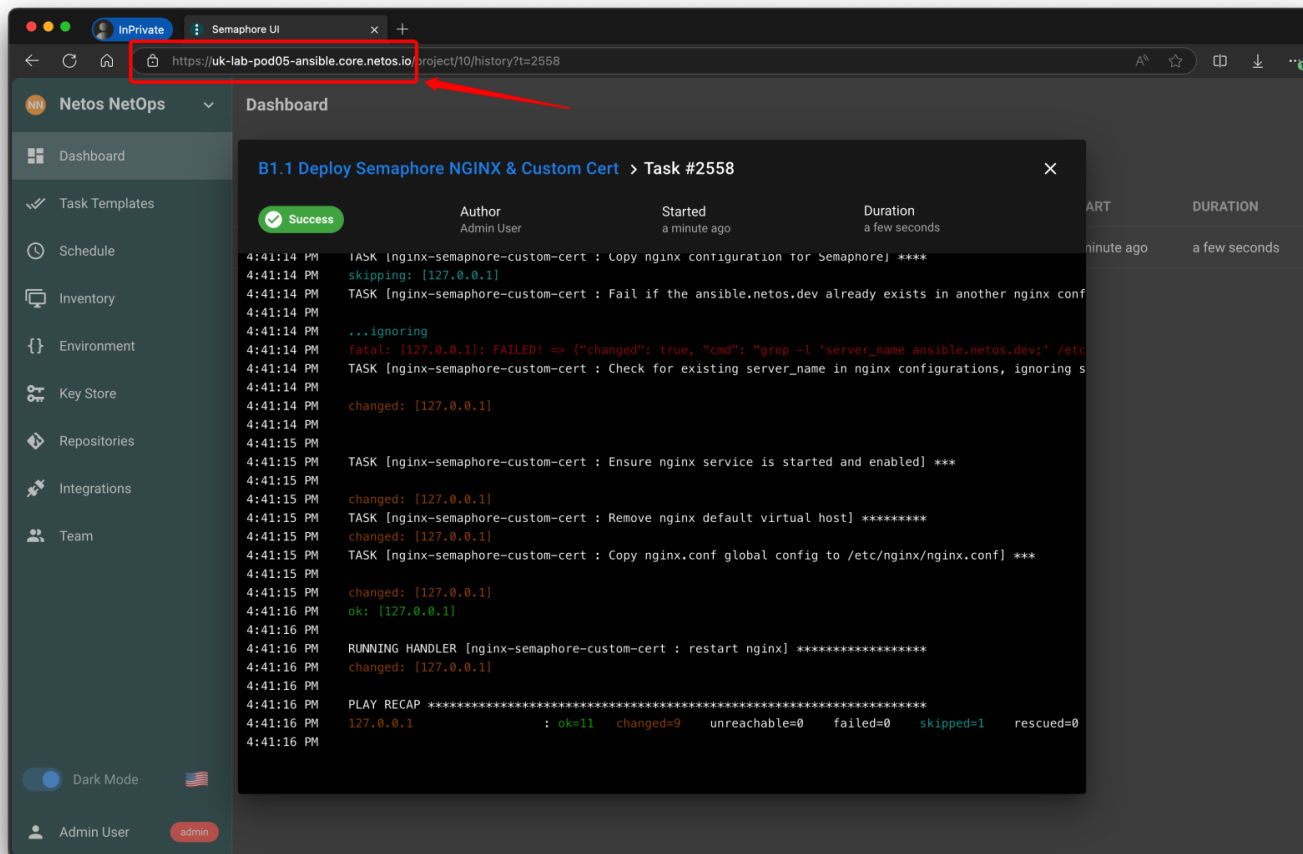 InPrivate
Semaphore UI
https://uk-lab-pod05-ansible.core.netos.io/project/10/history?t=2558
NN Netos NetOps
Dashboard
Dashboard
Task Templates
Schedule
Inventory
Environment
Key Store
Repositories
Integrations
Team
Dark Mode
Admin User admin
ART DURATION
minute ago a few seconds
B1.1 Deploy Semaphore NGINX & Custom Cert > Task #2558
Success
Author
Admin User
Started
a minute ago
Duration
a few seconds
4:41:14 PM TASK [nginx-semaphore-custom-cert : Copy nginx configuration for Semaphore] ****
4:41:14 PM skipping: [127.0.0.1]
4:41:14 PM TASK [nginx-semaphore-custom-cert : Fail if the ansible.netos.dev already exists in another nginx conf
4:41:14 PM
4:41:14 PM ...ignoring
4:41:14 PM fatal: [127.0.0.1]: FAILED! => {"changed": true, "cmd": "grep -l 'server_name ansible.netos.dev;' /etc
4:41:14 PM TASK [nginx-semaphore-custom-cert : Check for existing server_name in nginx configurations, ignoring s
4:41:14 PM
4:41:14 PM changed: [127.0.0.1]
4:41:14 PM
4:41:15 PM
4:41:15 PM TASK [nginx-semaphore-custom-cert : Ensure nginx service is started and enabled] ***
4:41:15 PM
4:41:15 PM changed: [127.0.0.1]
4:41:15 PM TASK [nginx-semaphore-custom-cert : Remove nginx default virtual host] *********
4:41:15 PM changed: [127.0.0.1]
4:41:15 PM TASK [nginx-semaphore-custom-cert : Copy nginx.conf global config to /etc/nginx/nginx.conf] ***
4:41:15 PM
4:41:15 PM changed: [127.0.0.1]
4:41:16 PM ok: [127.0.0.1]
4:41:16 PM
4:41:16 PM RUNNING HANDLER [nginx-semaphore-custom-cert : restart nginx] ******************
4:41:16 PM changed: [127.0.0.1]
4:41:16 PM
4:41:16 PM PLAY RECAP *********************************************************************
4:41:16 PM 127.0.0.1 : ok=11 changed=9 unreachable=0 failed=0 skipped=1 rescued=0
4:41:16 PM